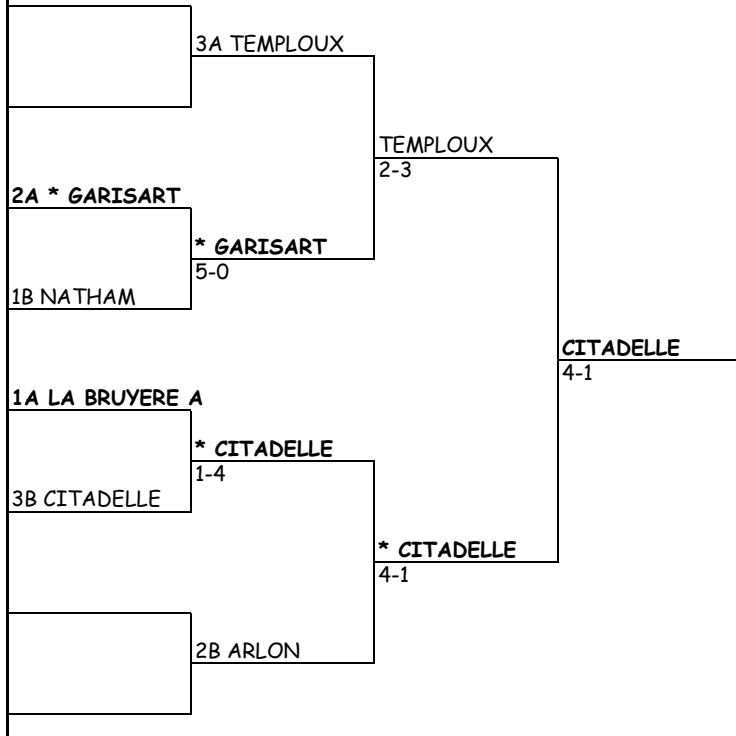 3A TEMPLOUX
TEMPLOUX
2-3
2A * GARISART
* GARISART
5-0
1B NATHAM
CITADELLE
4-1
1A LA BRUYERE A
* CITADELLE
1-4
3B CITADELLE
* CITADELLE
4-1
2B ARLON